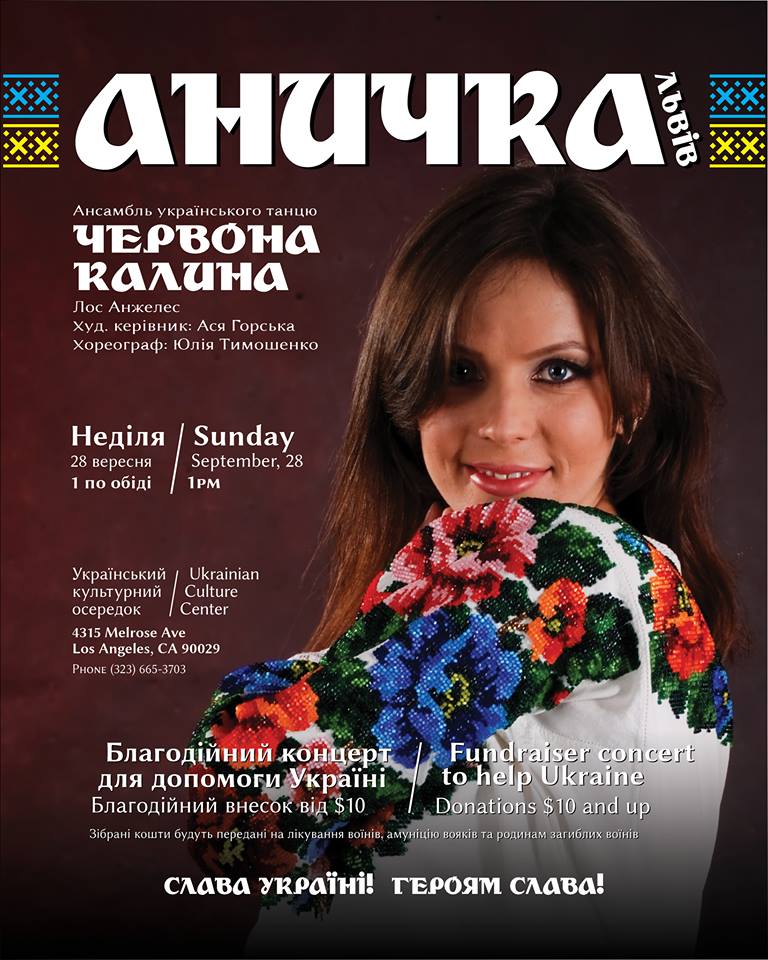 АНИЧКА
ЛЬВІВ
Ансамбль українського танцю
ЧЕРВОНА
КАЛИНА
Лос Анжелес
Худ. керівник: Ася Горська
Хореограф: Юлія Тимошенко
Неділя / Sunday
28 вересня / September, 28
1 по обіді / 1PM
Український / Ukrainian
культурний / Culture
осередок / Center
4315 Melrose Ave
Los Angeles, CA 90029
Phone (323) 665-3703
Благодійний концерт / Fundraiser concert
для допомоги Україні / to help Ukraine
Благодійний внесок від $10 / Donations $10 and up
Зібрані кошти будуть передані на лікування воїнів, амуніцію вояків та родинам загиблих воїнів
СЛАВА УКРАЇНІ! ГЕРОЯМ СЛАВА!